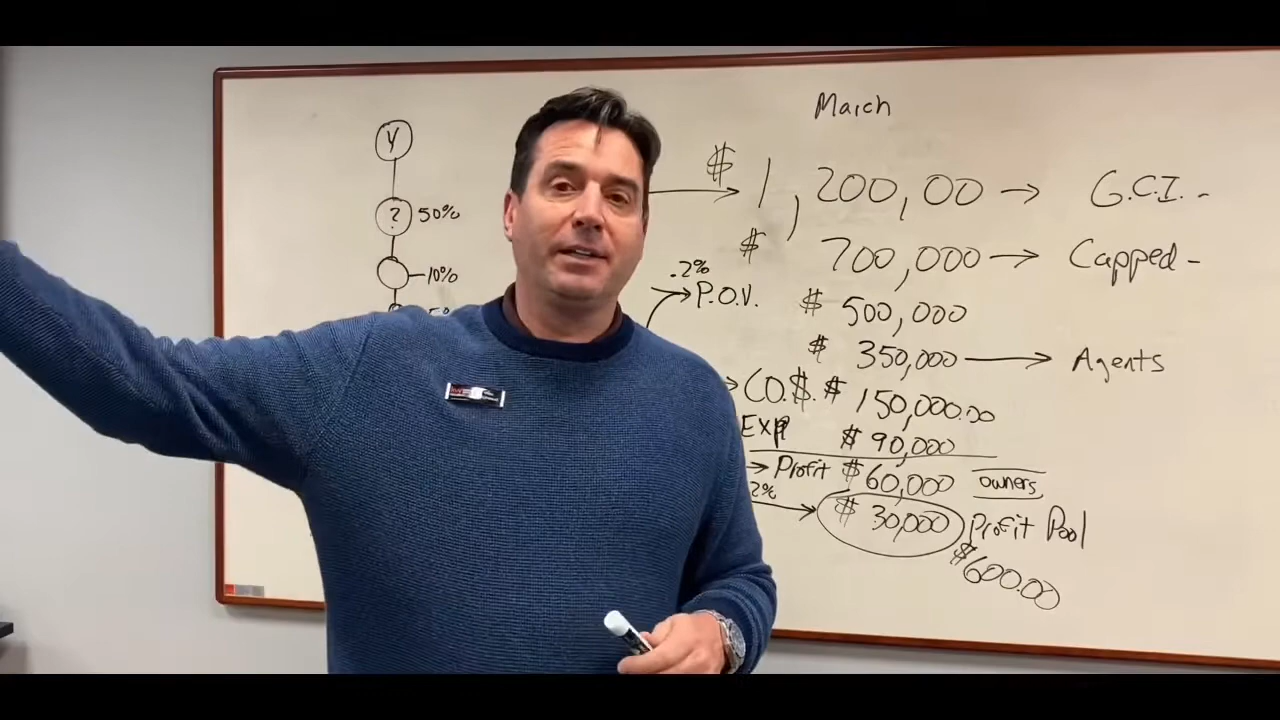 March
Y
$ 1,200,00 → G.C.I. -
? 50%
$ 700,000 → Capped -
10%
.2%
→ P.O.V.
$ 500,000
$ 350,000 → Agents
→ CO.$. $ 150,000.00
Exp $ 90,000
→ Profit $ 60,000 owners
2%
→ $ 30,000 Profit Pool
$600.00